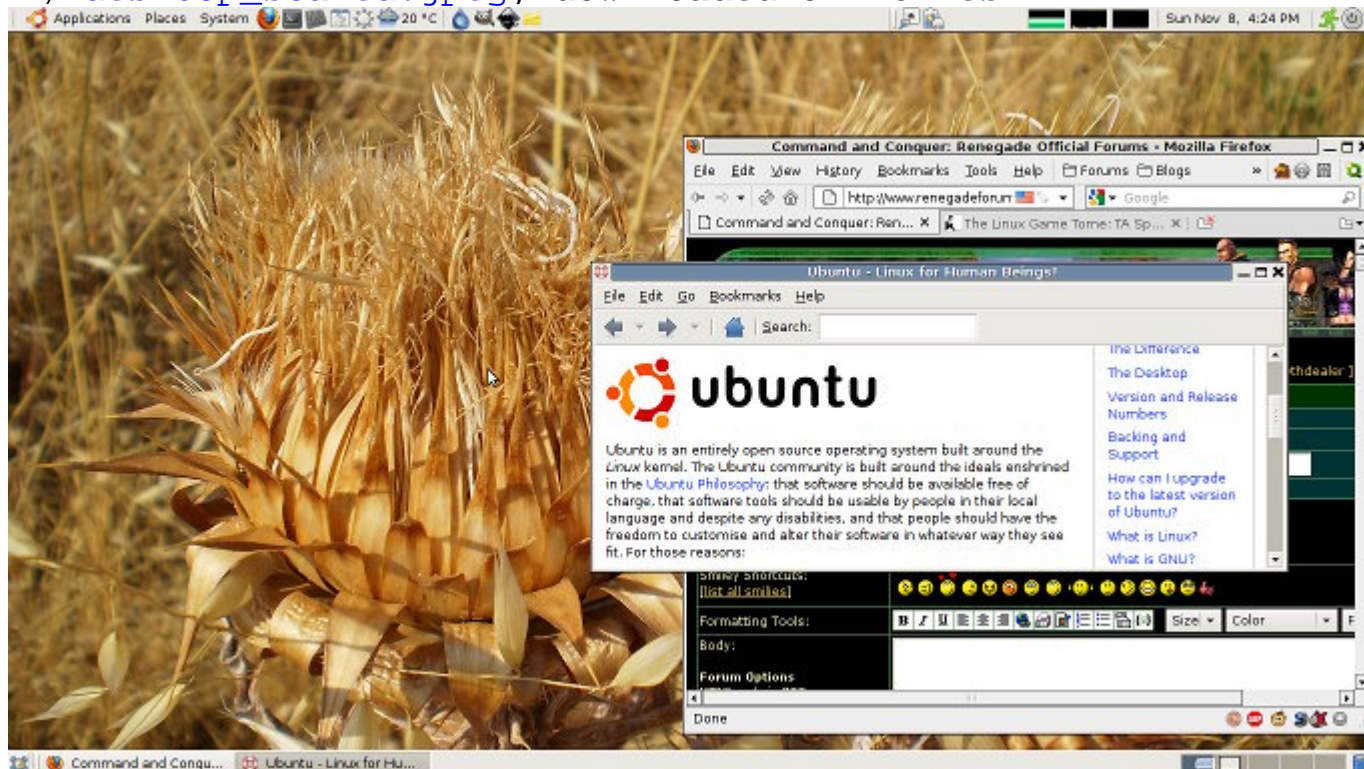 Applications Places System 20 °C Sun Nov 8, 4:24 PM
Command and Conquer: Renegade Official Forums - Mozilla Firefox
File Edit View History Bookmarks Tools Help Forums Blogs »
http://www.renegadeforum Google
Command and Conquer: Ren... The Linux Game Tome: TA Sp...
Ubuntu - Linux for Human Beings!
File Edit Go Bookmarks Help
Search:
ubuntu
The Difference
The Desktop
Version and Release
Numbers
Backing and
Support
How can I upgrade
to the latest version
of Ubuntu?
What is Linux?
What is GNU?
Ubuntu is an entirely open source operating system built around the
Linux kernel. The Ubuntu community is built around the ideals enshrined
in the Ubuntu Philosophy: that software should be available free of
charge, that software tools should be usable by people in their local
language and despite any disabilities, and that people should have the
freedom to customise and alter their software in whatever way they see
fit. For those reasons:
thdealer ]
Smiley Shortcuts:
[list all smilies]
Formatting Tools: B I U Size Color F
Body:
Forum Options
Done
Command and Conqu... Ubuntu - Linux for Hu...